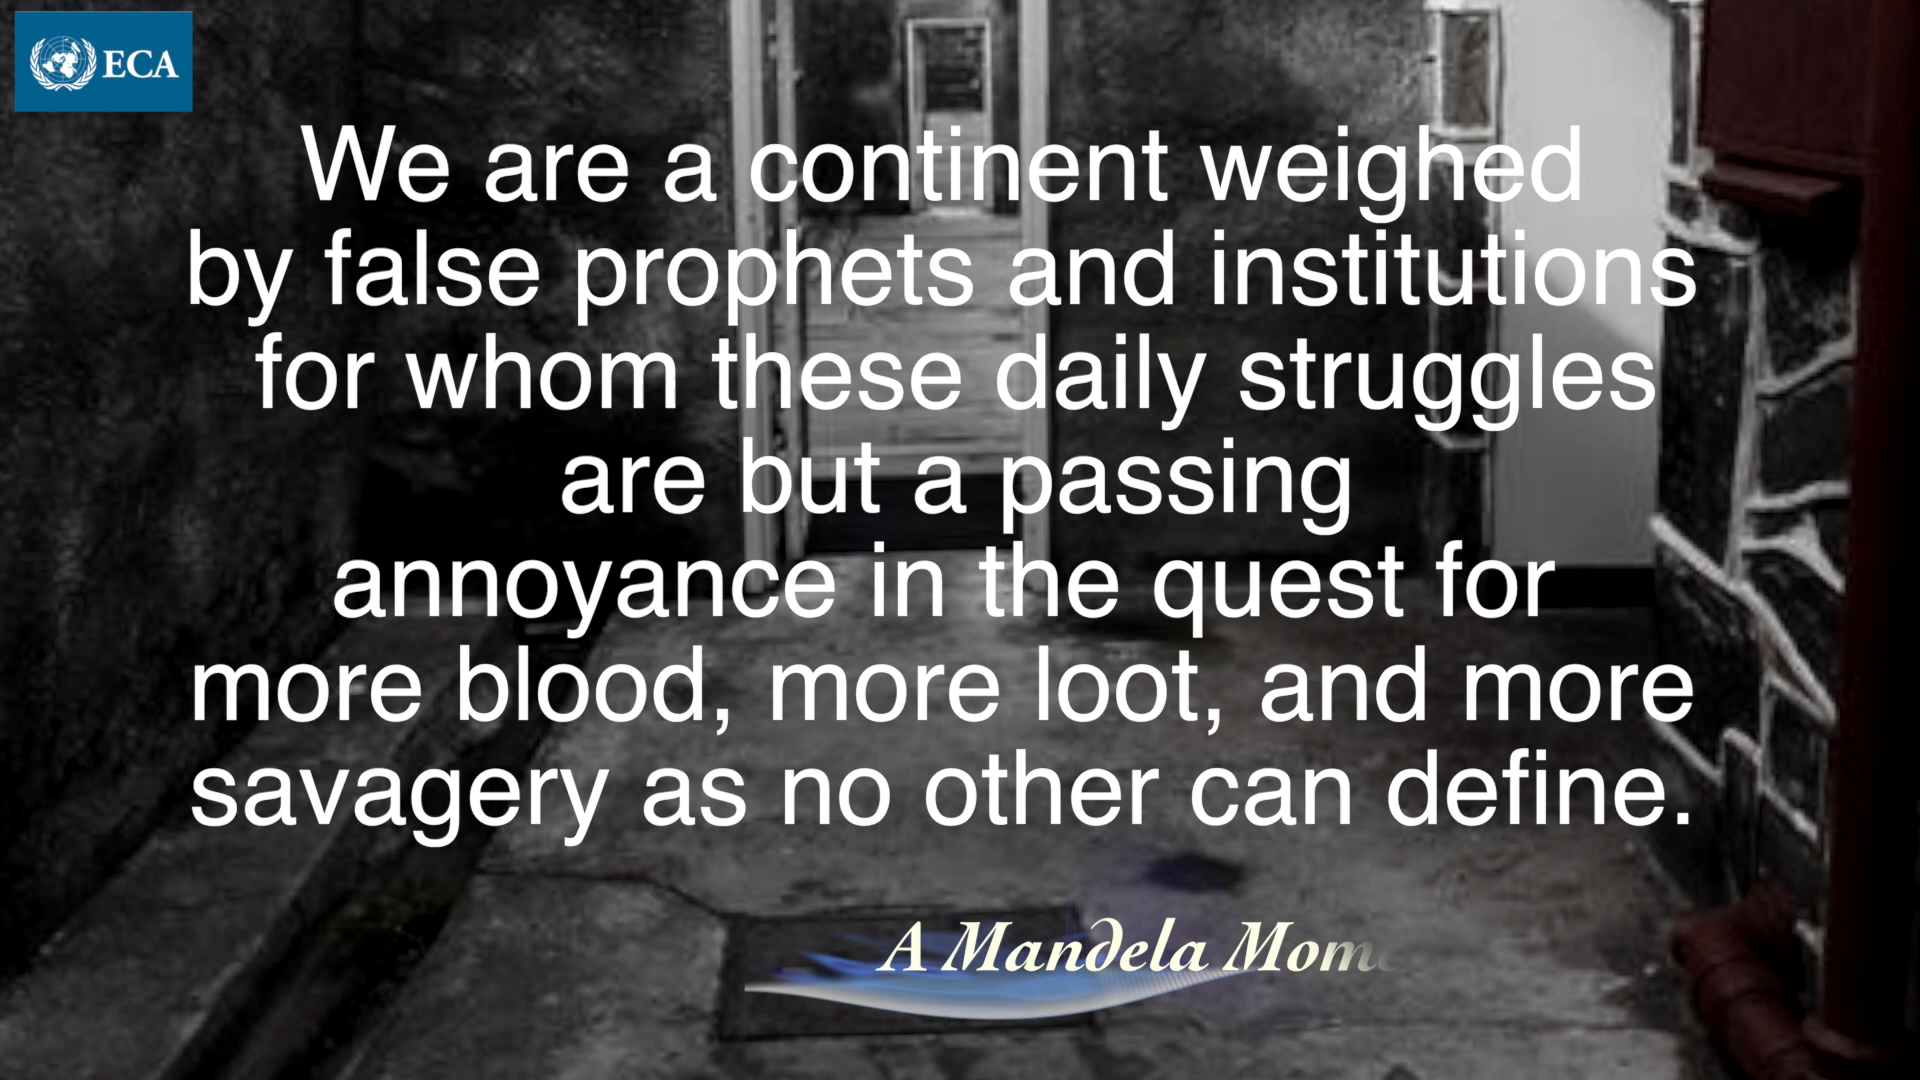 ECA
We are a continent weighed
by false prophets and institutions
for whom these daily struggles
are but a passing
annoyance in the quest for
more blood, more loot, and more
savagery as no other can define.
A Mandela Mom